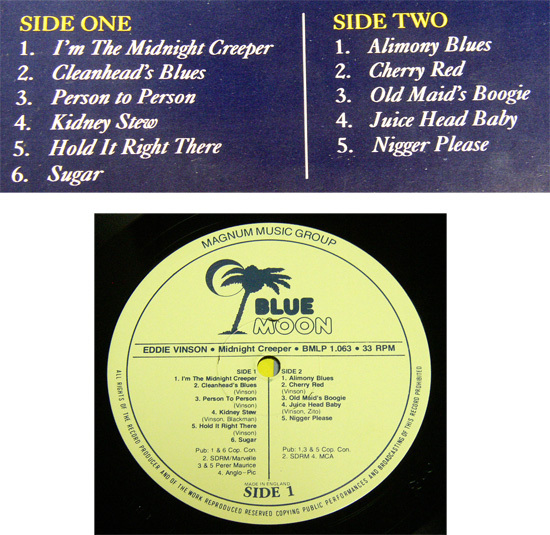 SIDE ONE
1. I'm The Midnight Creeper
2. Cleanhead's Blues
3. Person to Person
4. Kidney Stew
5. Hold It Right There
6. Sugar
SIDE TWO
1. Alimony Blues
2. Cherry Red
3. Old Maid's Boogie
4. Juice Head Baby
5. Nigger Please
MAGNUM MUSIC GROUP
BLUE
MOON
EDDIE VINSON • Midnight Creeper • BMLP 1.063 • 33 RPM
SIDE 1
1. I'm The Midnight Creeper
2. Cleanhead's Blues
(Vinson)
3. Person To Person
(Vinson)
4. Kidney Stew
(Vinson, Blackman)
5. Hold It Right There
(Vinson)
6. Sugar
Pub: 1 & 6 Cop. Con.
2. SDRM/Marvelle
3 & 5 Peter Maurice
4. Anglo-Pic
SIDE 2
1. Alimony Blues
2. Cherry Red
(Vinson)
3. Old Maid's Boogie
4. Juice Head Baby
(Vinson, Zito)
5. Nigger Please
Pub: 1,3 & 5 Cop. Con.
2. SDRM 4. MCA
MADE IN ENGLAND
SIDE 1
ALL RIGHTS OF THE RECORD PRODUCER AND OF THE WORK REPRODUCED RESERVED. UNAUTHORISED COPYING PUBLIC PERFORMANCES AND BROADCASTING OF THIS RECORD PROHIBITED